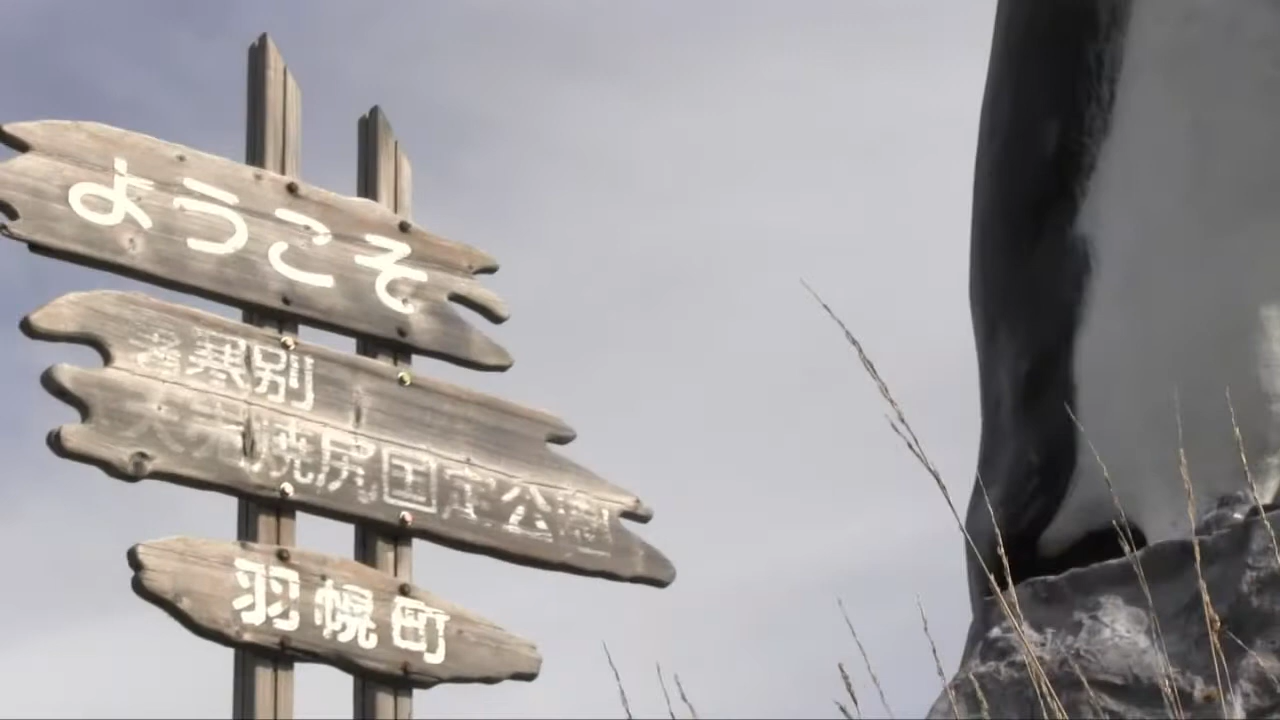 ようこそ
暑寒別
天売焼尻国定公園
羽幌町